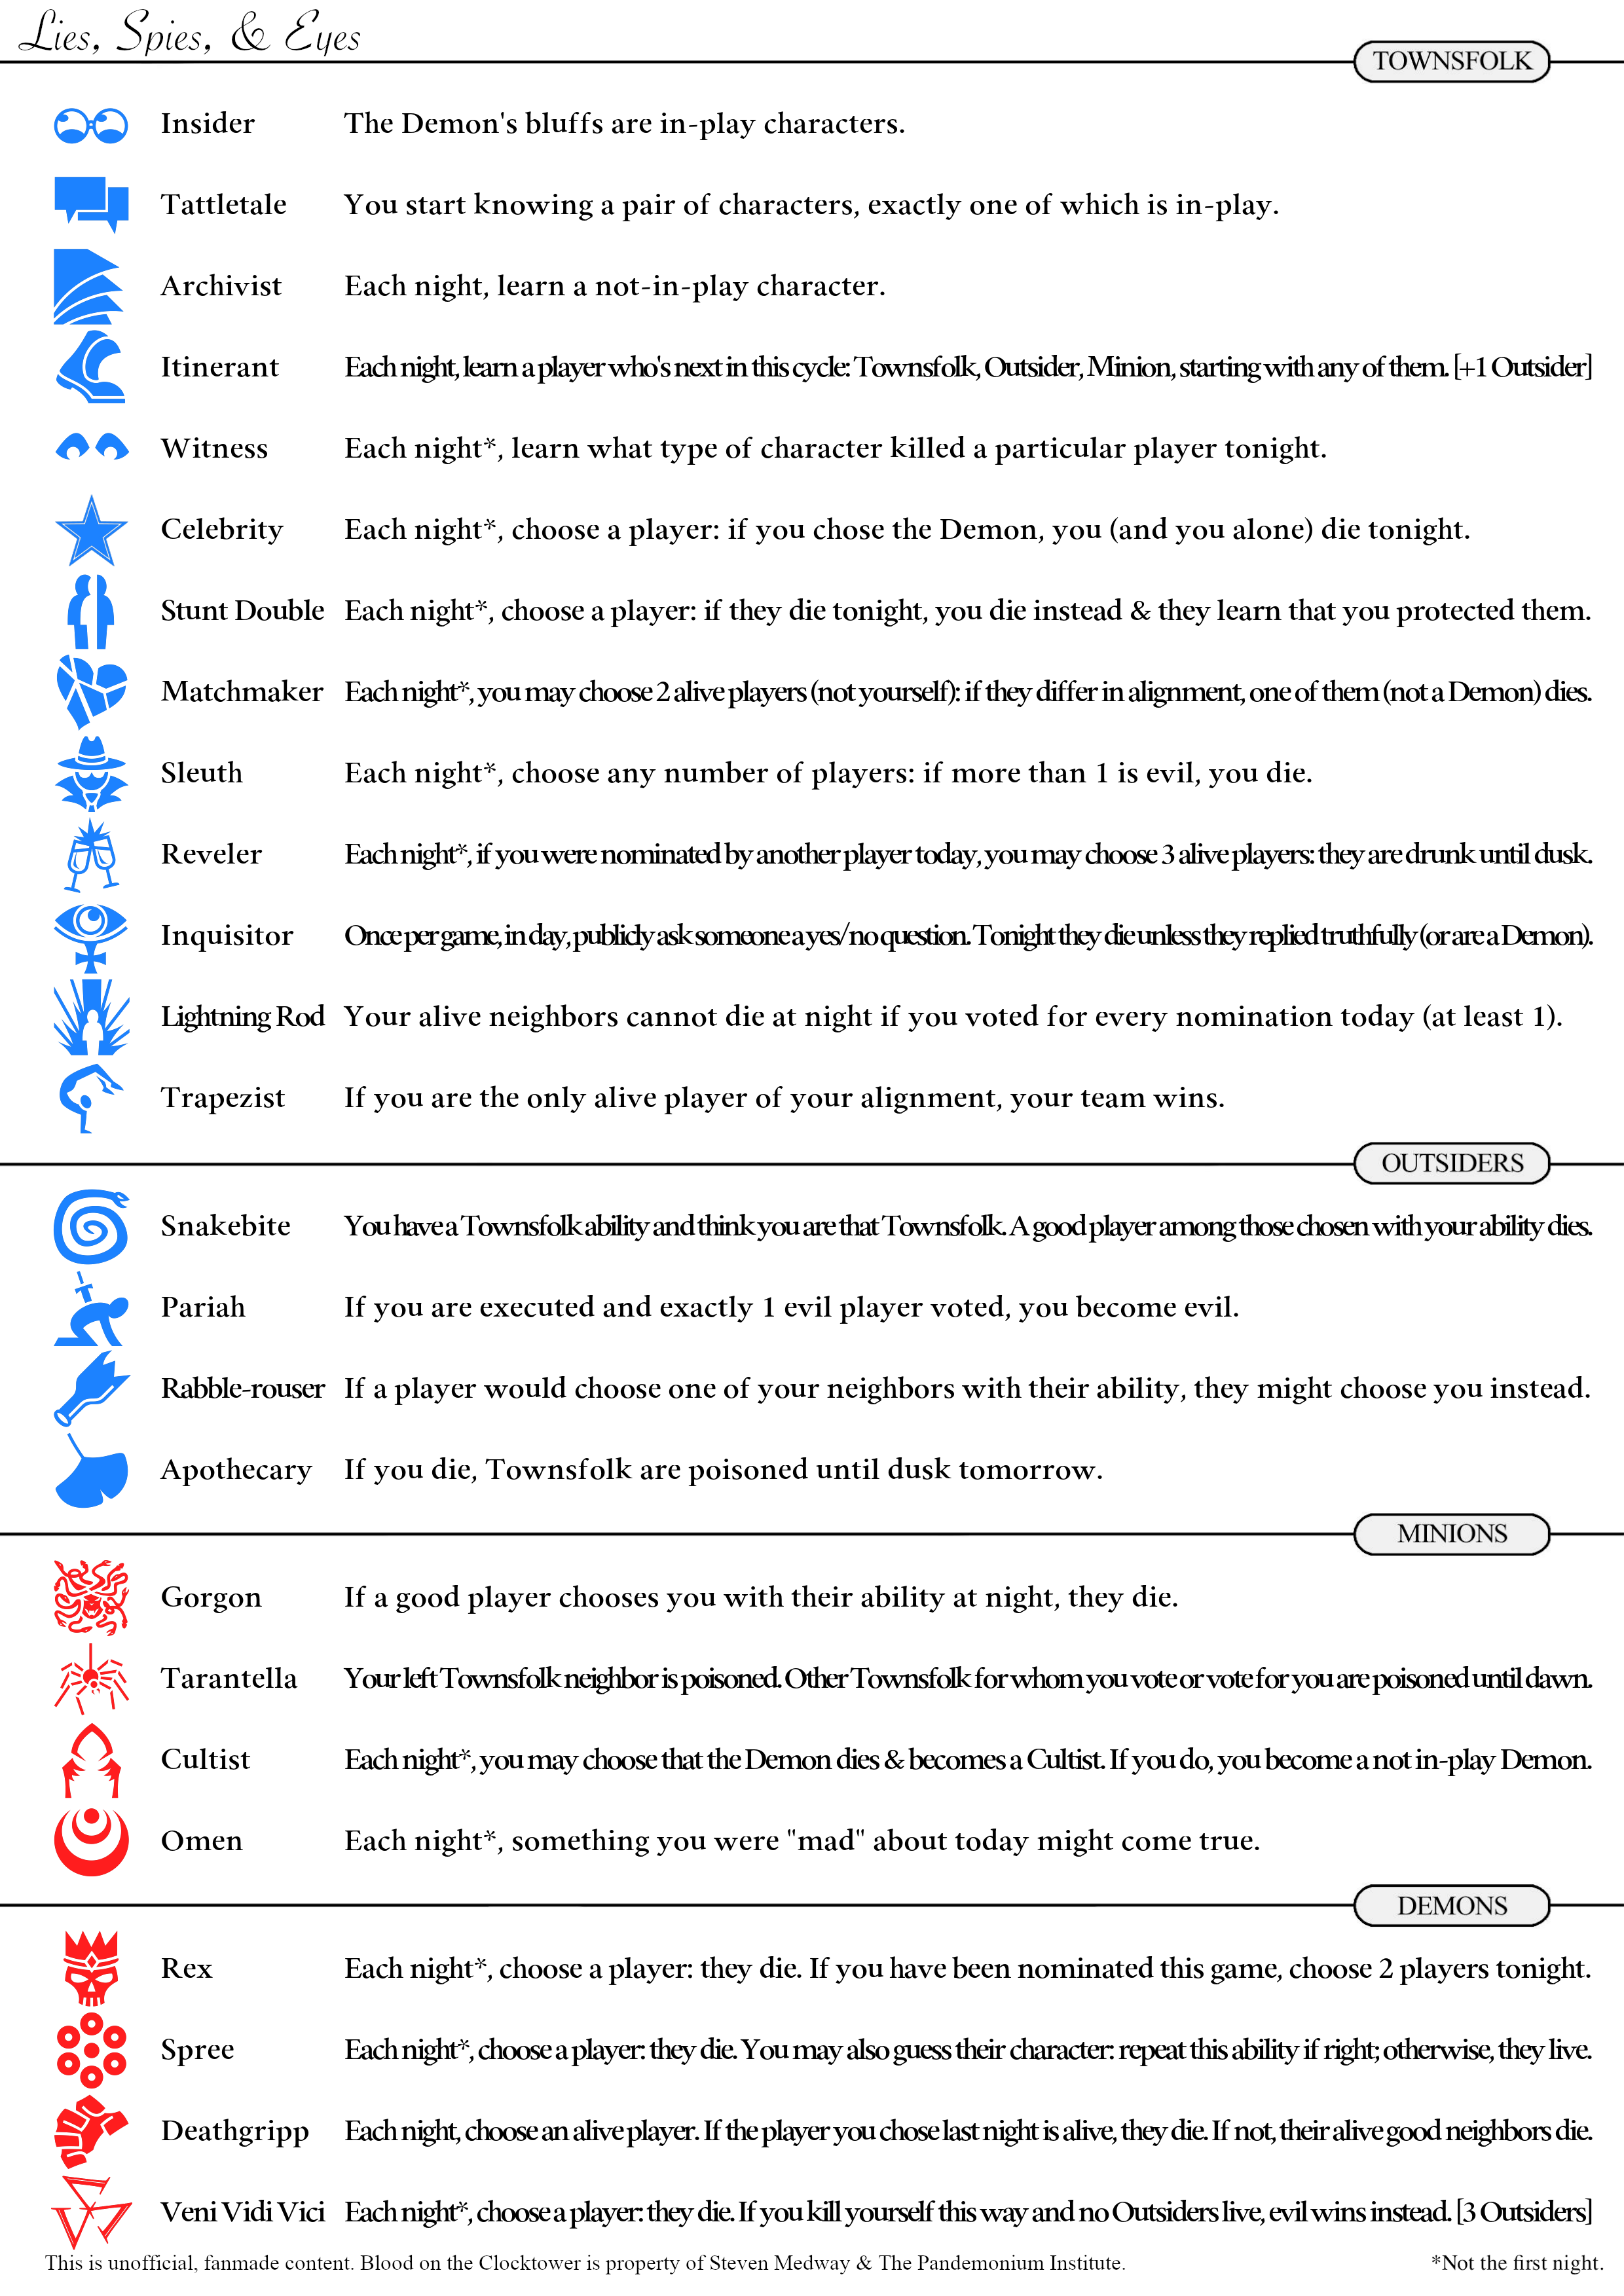 Lies, Spies, & Eyes
TOWNSFOLK
Insider The Demon's bluffs are in-play characters.
Tattletale You start knowing a pair of characters, exactly one of which is in-play.
Archivist Each night, learn a not-in-play character.
Itinerant Each night, learn a player who's next in this cycle: Townsfolk, Outsider, Minion, starting with any of them. [+1 Outsider]
Witness Each night*, learn what type of character killed a particular player tonight.
Celebrity Each night*, choose a player: if you chose the Demon, you (and you alone) die tonight.
Stunt Double Each night*, choose a player: if they die tonight, you die instead & they learn that you protected them.
Matchmaker Each night*, you may choose 2 alive players (not yourself): if they differ in alignment, one of them (not a Demon) dies.
Sleuth Each night*, choose any number of players: if more than 1 is evil, you die.
Reveler Each night*, if you were nominated by another player today, you may choose 3 alive players: they are drunk until dusk.
Inquisitor Once per game, in day, publicly ask someone a yes/no question. Tonight they die unless they replied truthfully (or are a Demon).
Lightning Rod Your alive neighbors cannot die at night if you voted for every nomination today (at least 1).
Trapezist If you are the only alive player of your alignment, your team wins.
OUTSIDERS
Snakebite You have a Townsfolk ability and think you are that Townsfolk. A good player among those chosen with your ability dies.
Pariah If you are executed and exactly 1 evil player voted, you become evil.
Rabble-rouser If a player would choose one of your neighbors with their ability, they might choose you instead.
Apothecary If you die, Townsfolk are poisoned until dusk tomorrow.
MINIONS
Gorgon If a good player chooses you with their ability at night, they die.
Tarantella Your left Townsfolk neighbor is poisoned. Other Townsfolk for whom you vote or vote for you are poisoned until dawn.
Cultist Each night*, you may choose that the Demon dies & becomes a Cultist. If you do, you become a not in-play Demon.
Omen Each night*, something you were "mad" about today might come true.
DEMONS
Rex Each night*, choose a player: they die. If you have been nominated this game, choose 2 players tonight.
Spree Each night*, choose a player: they die. You may also guess their character: repeat this ability if right; otherwise, they live.
Deathgripp Each night, choose an alive player. If the player you chose last night is alive, they die. If not, their alive good neighbors die.
Veni Vidi Vici Each night*, choose a player: they die. If you kill yourself this way and no Outsiders live, evil wins instead. [3 Outsiders]
This is unofficial, fanmade content. Blood on the Clocktower is property of Steven Medway & The Pandemonium Institute. *Not the first night.